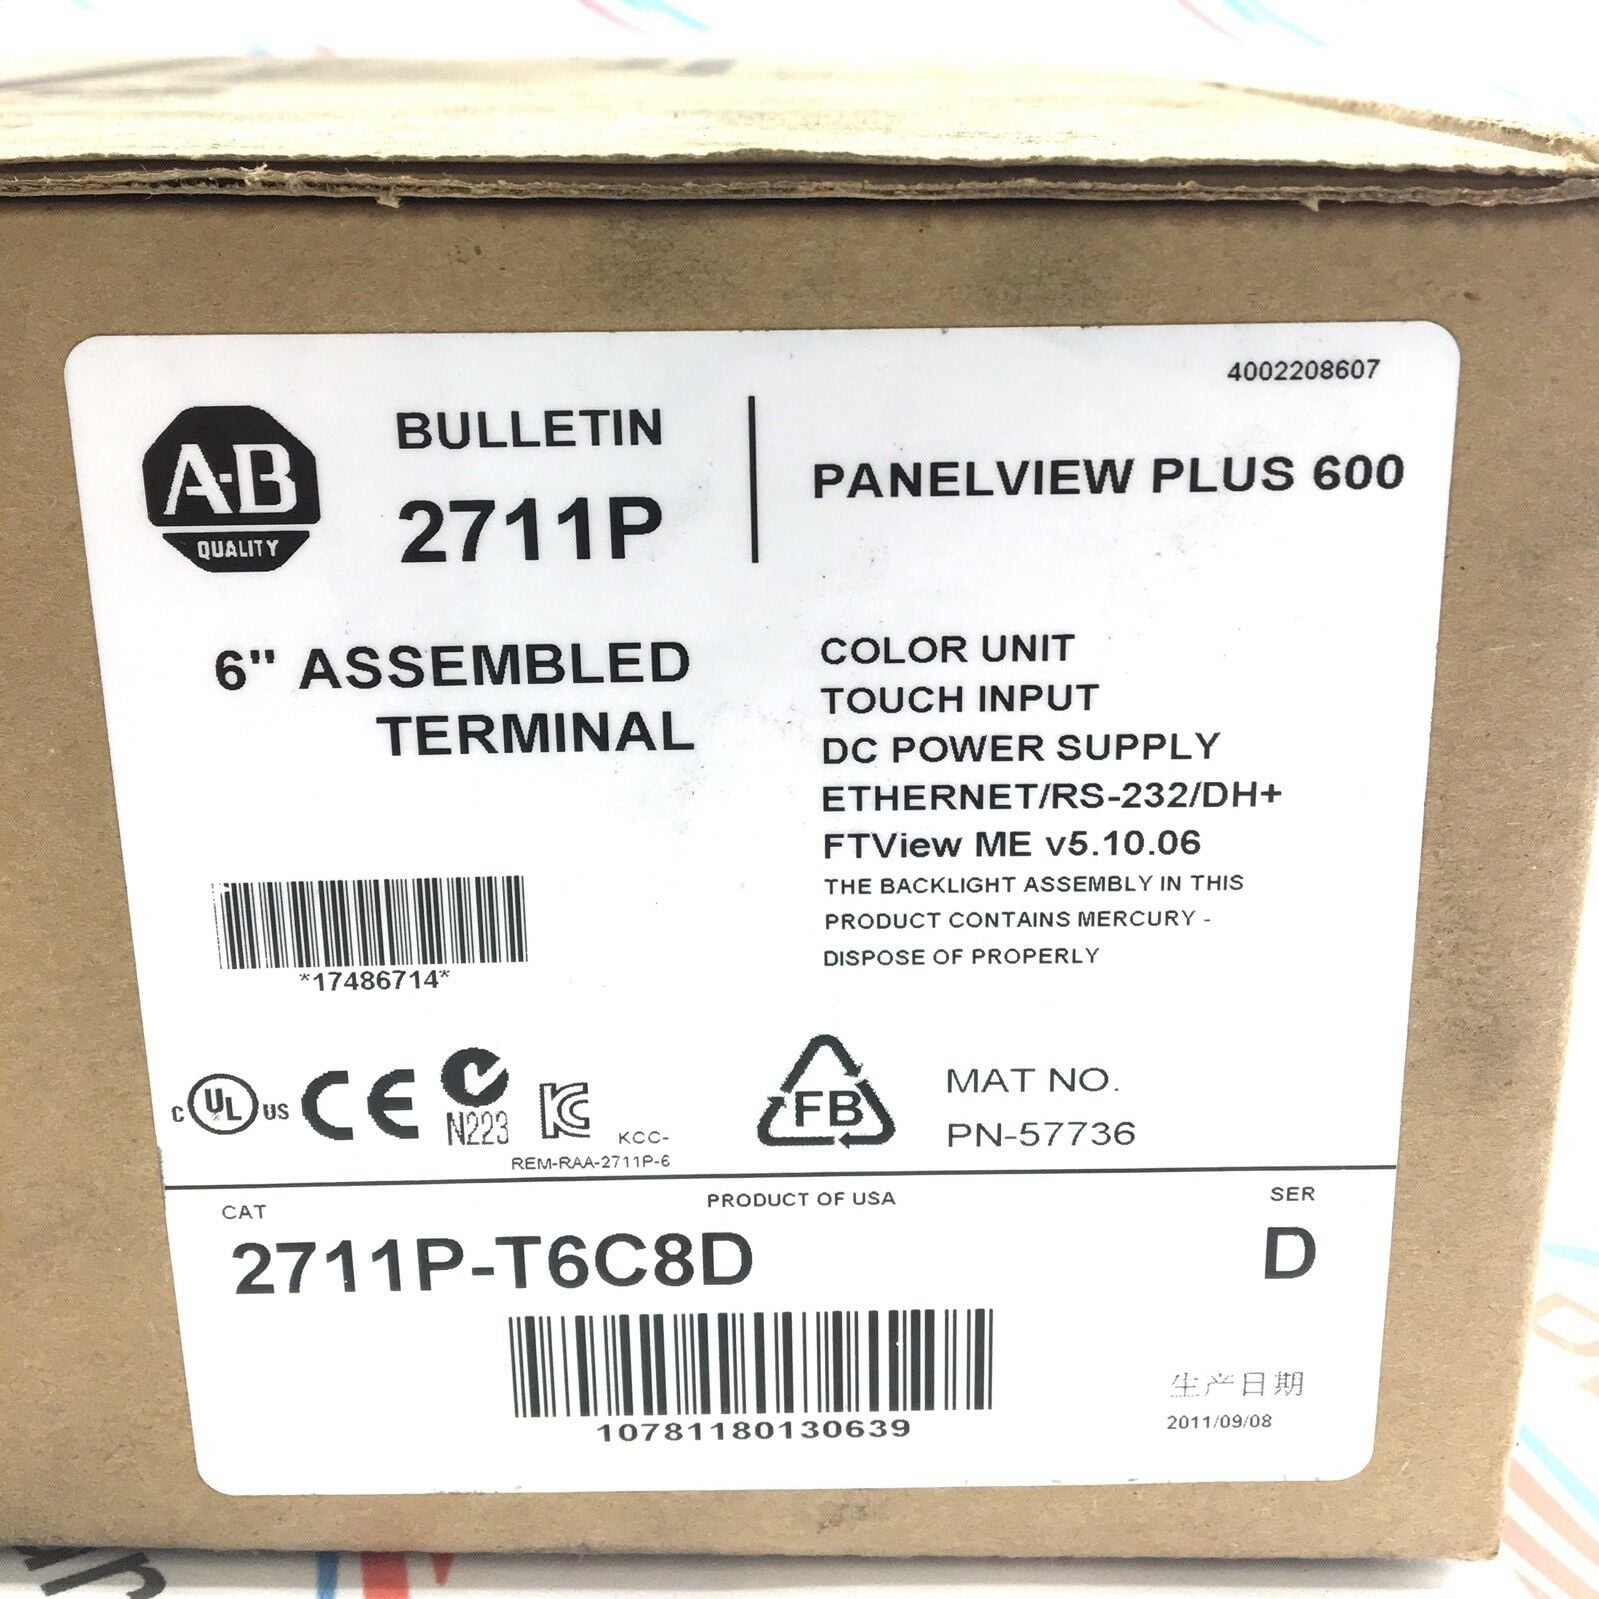 4002208607
A-B
QUALITY
BULLETIN
2711P
PANELVIEW PLUS 600
6" ASSEMBLED
TERMINAL
COLOR UNIT
TOUCH INPUT
DC POWER SUPPLY
ETHERNET/RS-232/DH+
FTView ME v5.10.06
THE BACKLIGHT ASSEMBLY IN THIS
PRODUCT CONTAINS MERCURY -
DISPOSE OF PROPERLY
*17486714*
C UL US CE N223 KCC-
REM-RAA-2711P-6
FB
MAT NO.
PN-57736
CAT
PRODUCT OF USA
SER
2711P-T6C8D
D
10781180130639
生产日期
2011/09/08